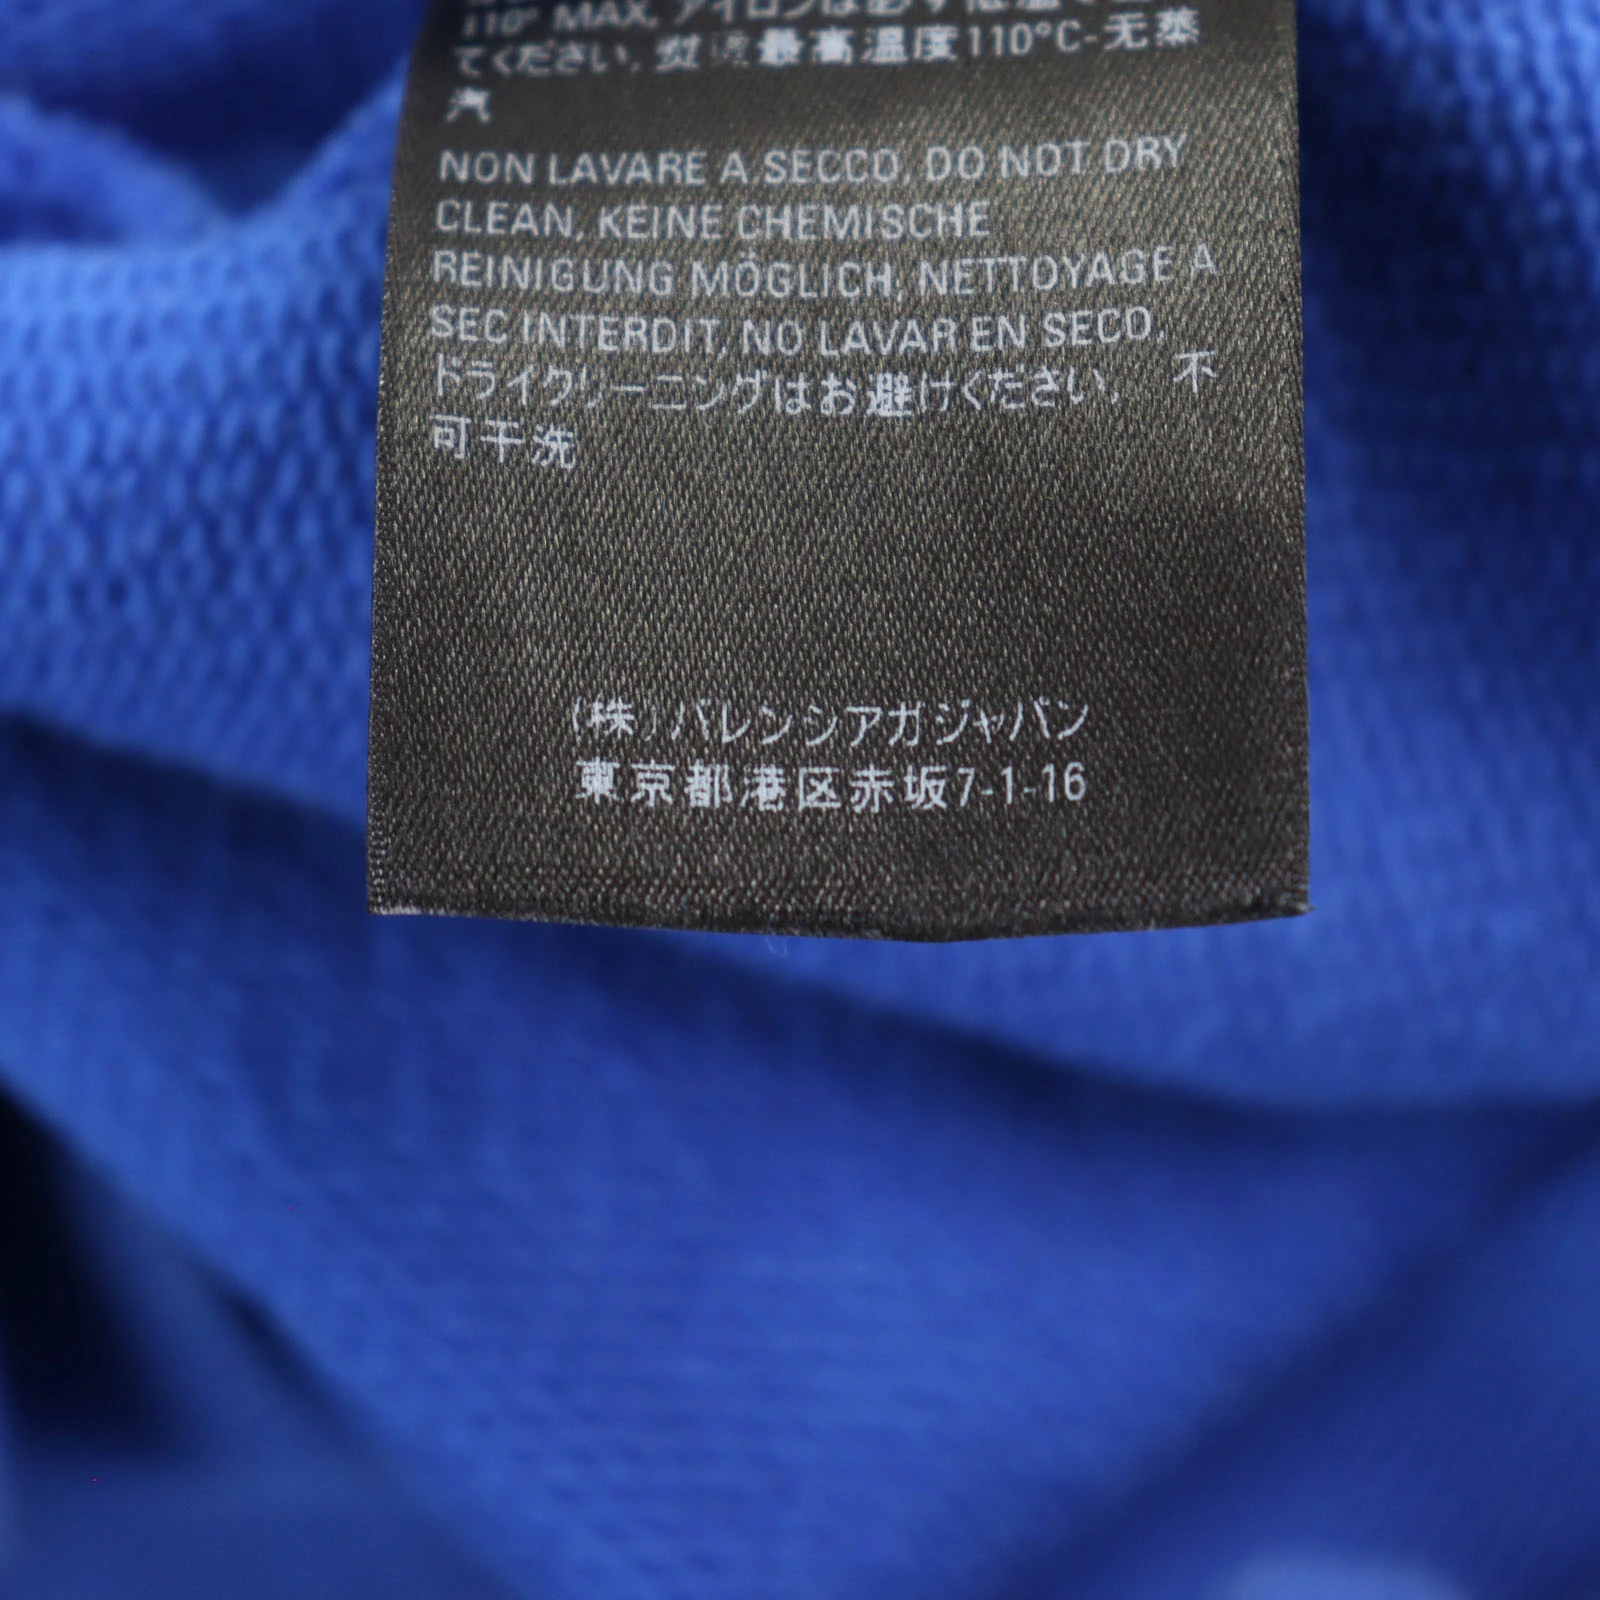 110° MAX, アイロンは必ず低温で
てください, 熨烫最高温度110°C-无蒸
汽
NON LAVARE A SECCO, DO NOT DRY
CLEAN, KEINE CHEMISCHE
REINIGUNG MÖGLICH, NETTOYAGE A
SEC INTERDIT, NO LAVAR EN SECO,
ドライクリーニングはお避けください, 不
可干洗
(株)バレンシアガジャパン
東京都港区赤坂7-1-16